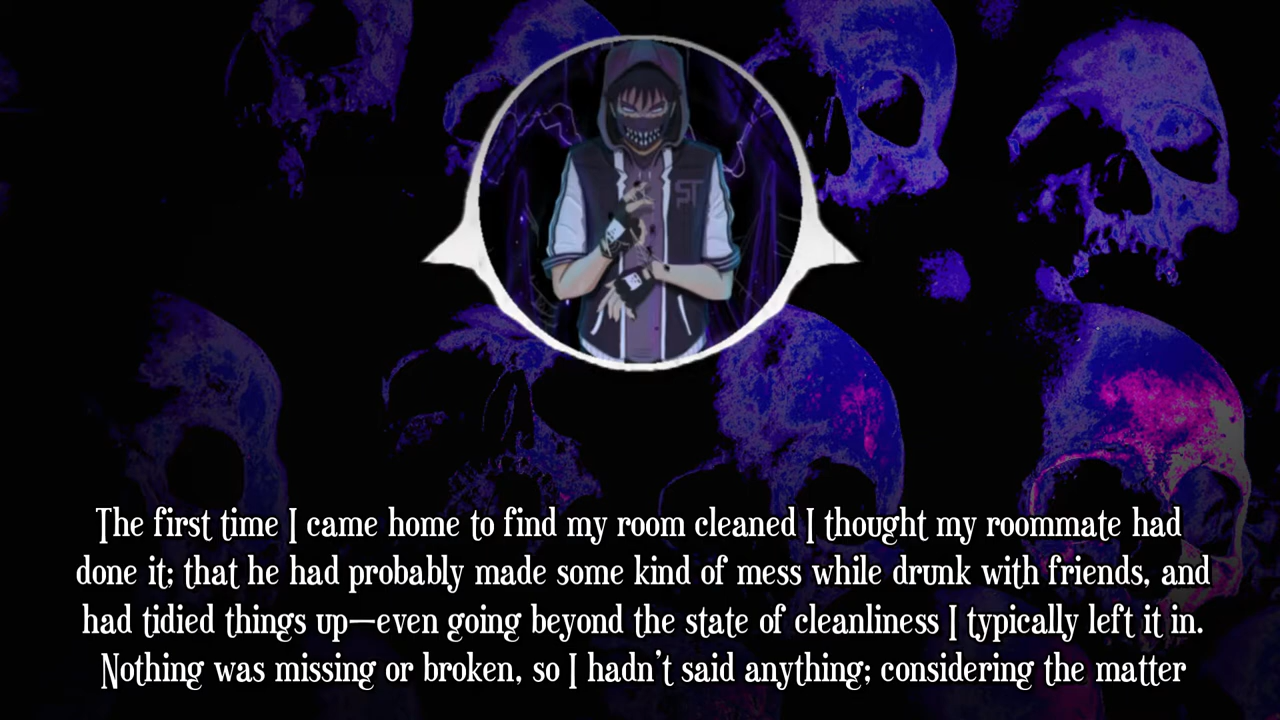 ST
The first time I came home to find my room cleaned I thought my roommate had
done it; that he had probably made some kind of mess while drunk with friends, and
had tidied things up—even going beyond the state of cleanliness I typically left it in.
Nothing was missing or broken, so I hadn't said anything; considering the matter